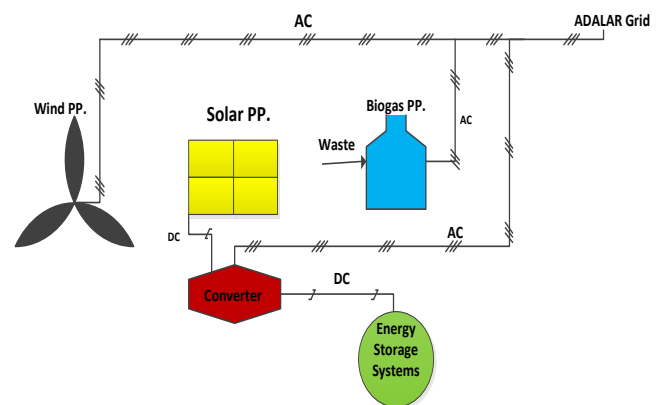 AC
ADALAR Grid
Wind PP.
Solar PP.
Biogas PP.
Waste
AC
DC
AC
Converter
DC
Energy
Storage
Systems